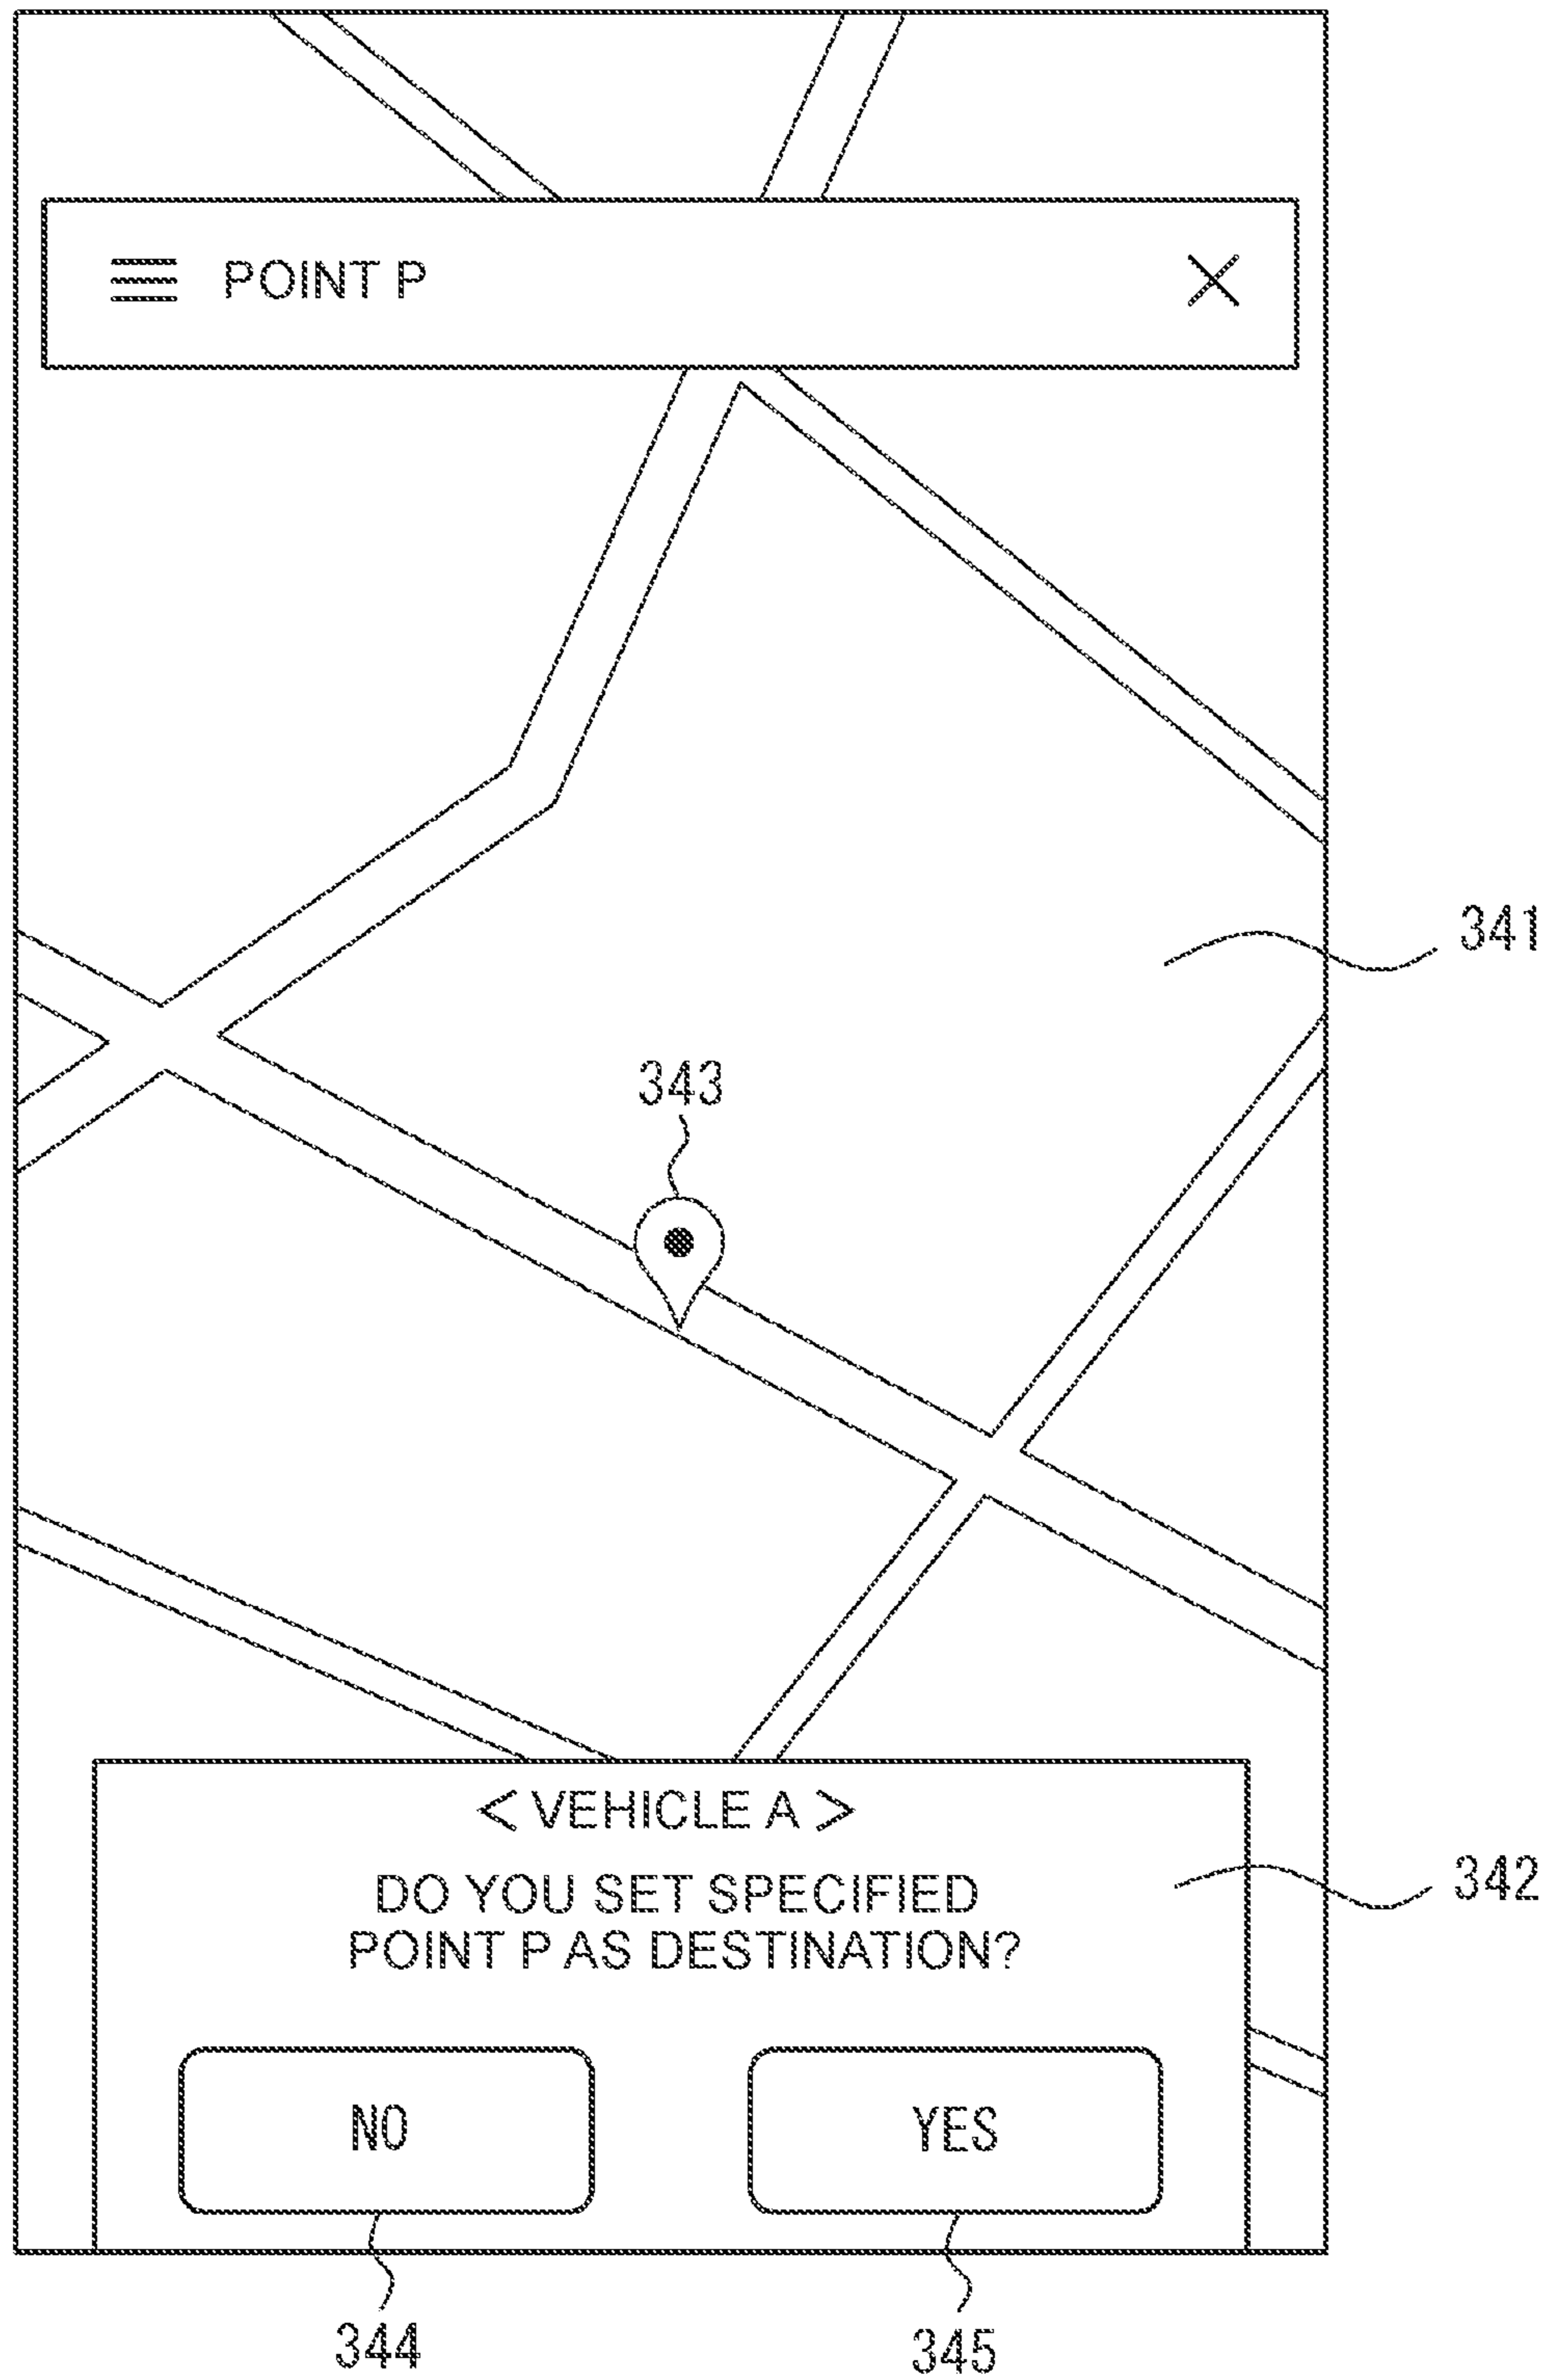 POINT P
341
343
< VEHICLE A >
342
DO YOU SET SPECIFIED
POINT P AS DESTINATION?
NO
YES
344
345